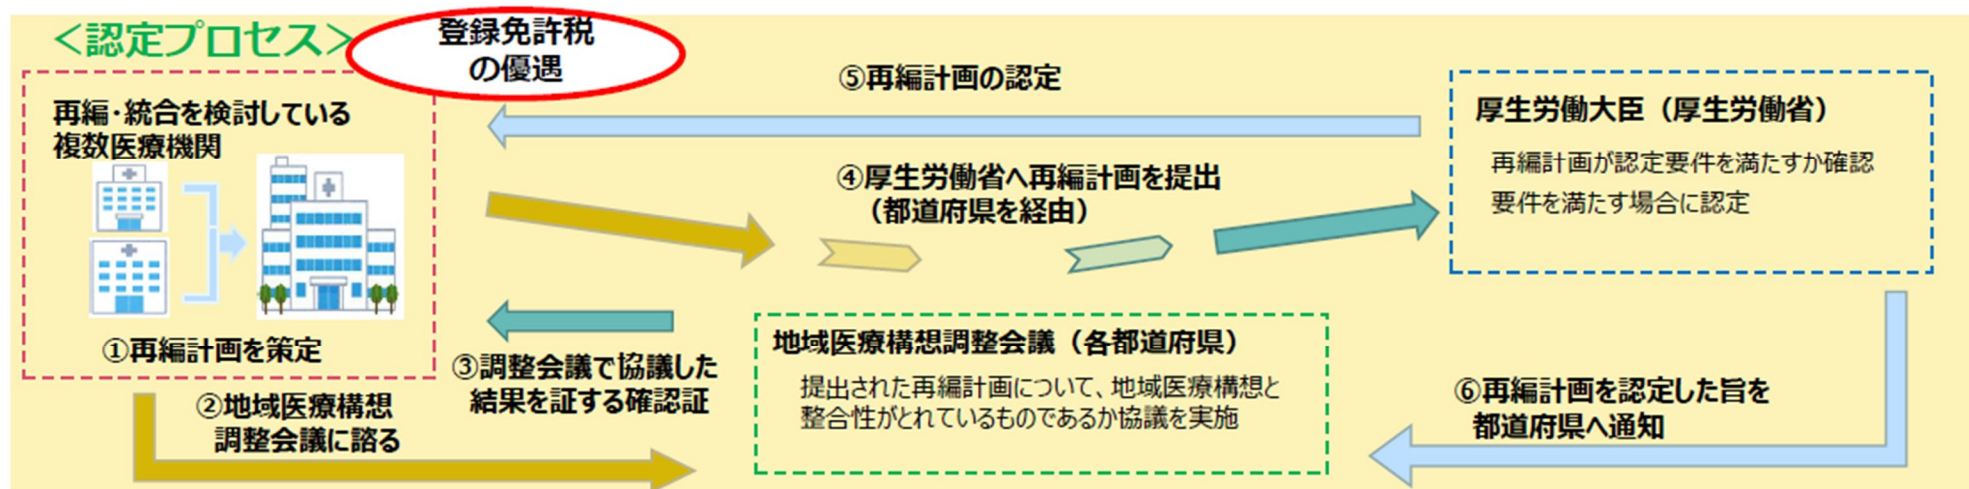 ＜認定プロセス＞
登録免許税
の優遇
再編・統合を検討している
複数医療機関
①再編計画を策定
②地域医療構想
調整会議に諮る
③調整会議で協議した
結果を証する確認証
④厚生労働省へ再編計画を提出
（都道府県を経由）
⑤再編計画の認定
厚生労働大臣（厚生労働省）
再編計画が認定要件を満たすか確認
要件を満たす場合に認定
地域医療構想調整会議（各都道府県）
提出された再編計画について、地域医療構想と
整合性がとれているものであるか協議を実施
⑥再編計画を認定した旨を
都道府県へ通知